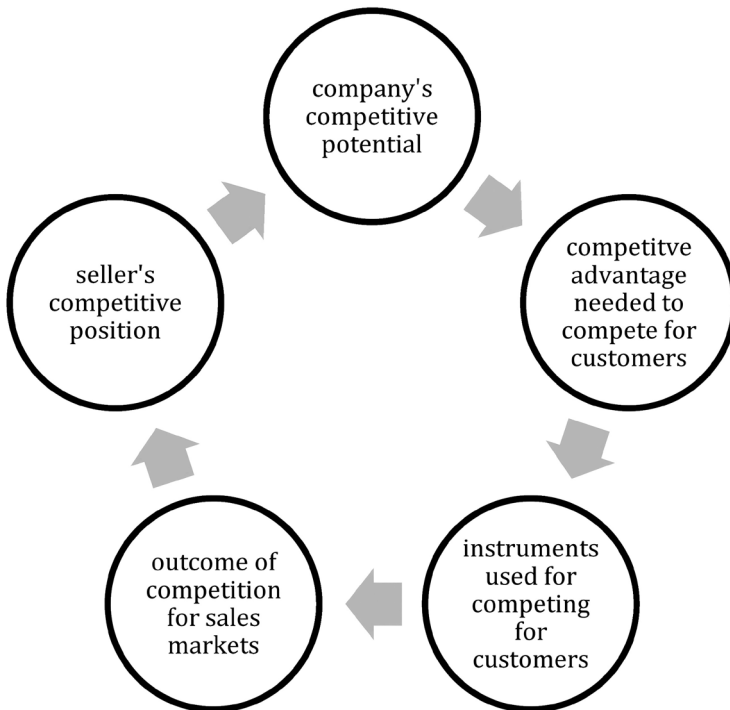 company's
competitive
potential
competitve
advantage
needed to
compete for
customers
instruments
used for
competing
for
customers
outcome of
competition
for sales
markets
seller's
competitive
position